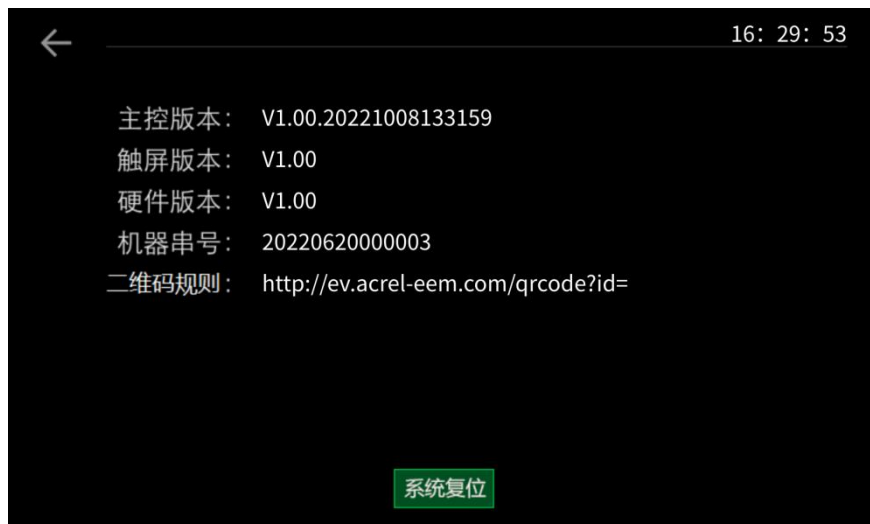 16：29：53
主控版本： V1.00.20221008133159
触屏版本： V1.00
硬件版本： V1.00
机器串号： 20220620000003
二维码规则： http://ev.acrel-eem.com/qrcode?id=
系统复位